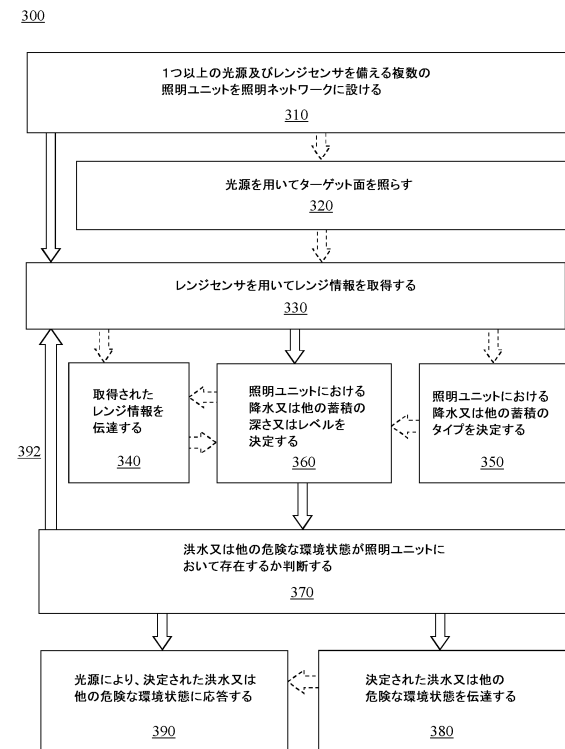 300
1つ以上の光源及びレンジセンサを備える複数の
照明ユニットを照明ネットワークに設ける
310
光源を用いてターゲット面を照らす
320
レンジセンサを用いてレンジ情報を取得する
330
取得された
レンジ情報を
伝達する
340
照明ユニットにおける
降水又は他の蓄積の
深さ又はレベルを
決定する
360
照明ユニットにおける
降水又は他の蓄積の
タイプを決定する
350
392
洪水又は他の危険な環境状態が照明ユニットに
おいて存在するか判断する
370
光源により、決定された洪水又は
他の危険な環境状態に応答する
390
決定された洪水又は他の
危険な環境状態を伝達する
380